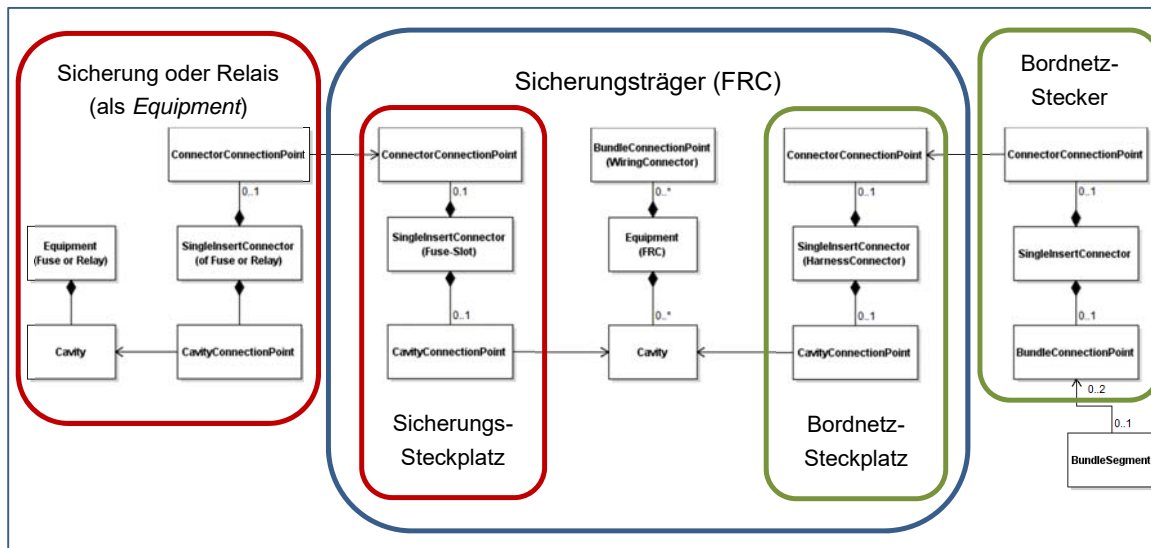 Sicherung oder Relais
(als Equipment)
ConnectorConnectionPoint
0..1
Equipment
(Fuse or Relay)
SingleInsertConnector
(of Fuse or Relay)
Cavity
CavityConnectionPoint
Sicherungsträger (FRC)
ConnectorConnectionPoint
0..1
SingleInsertConnector
(Fuse-Slot)
0..1
CavityConnectionPoint
Sicherungs-
Steckplatz
BundleConnectionPoint
(WiringConnector)
0..*
Equipment
(FRC)
0..*
Cavity
ConnectorConnectionPoint
0..1
SingleInsertConnector
(HarnessConnector)
0..1
CavityConnectionPoint
Bordnetz-
Steckplatz
Bordnetz-
Stecker
ConnectorConnectionPoint
0..1
SingleInsertConnector
0..1
BundleConnectionPoint
0..2
0..1
BundleSegment